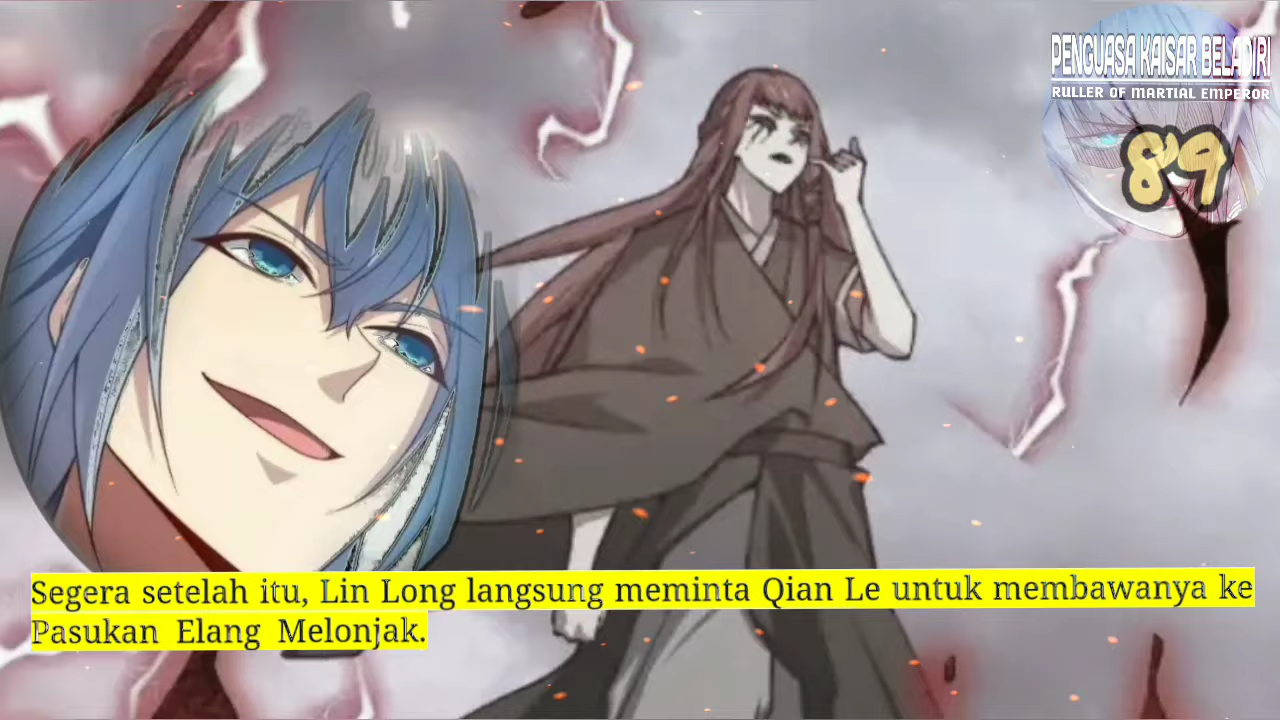 PENGUASA KAISAR BELADIRI
RULLER OF MARTIAL EMPEROR
89
Segera setelah itu, Lin Long langsung meminta Qian Le untuk membawanya ke
Pasukan Elang Melonjak.